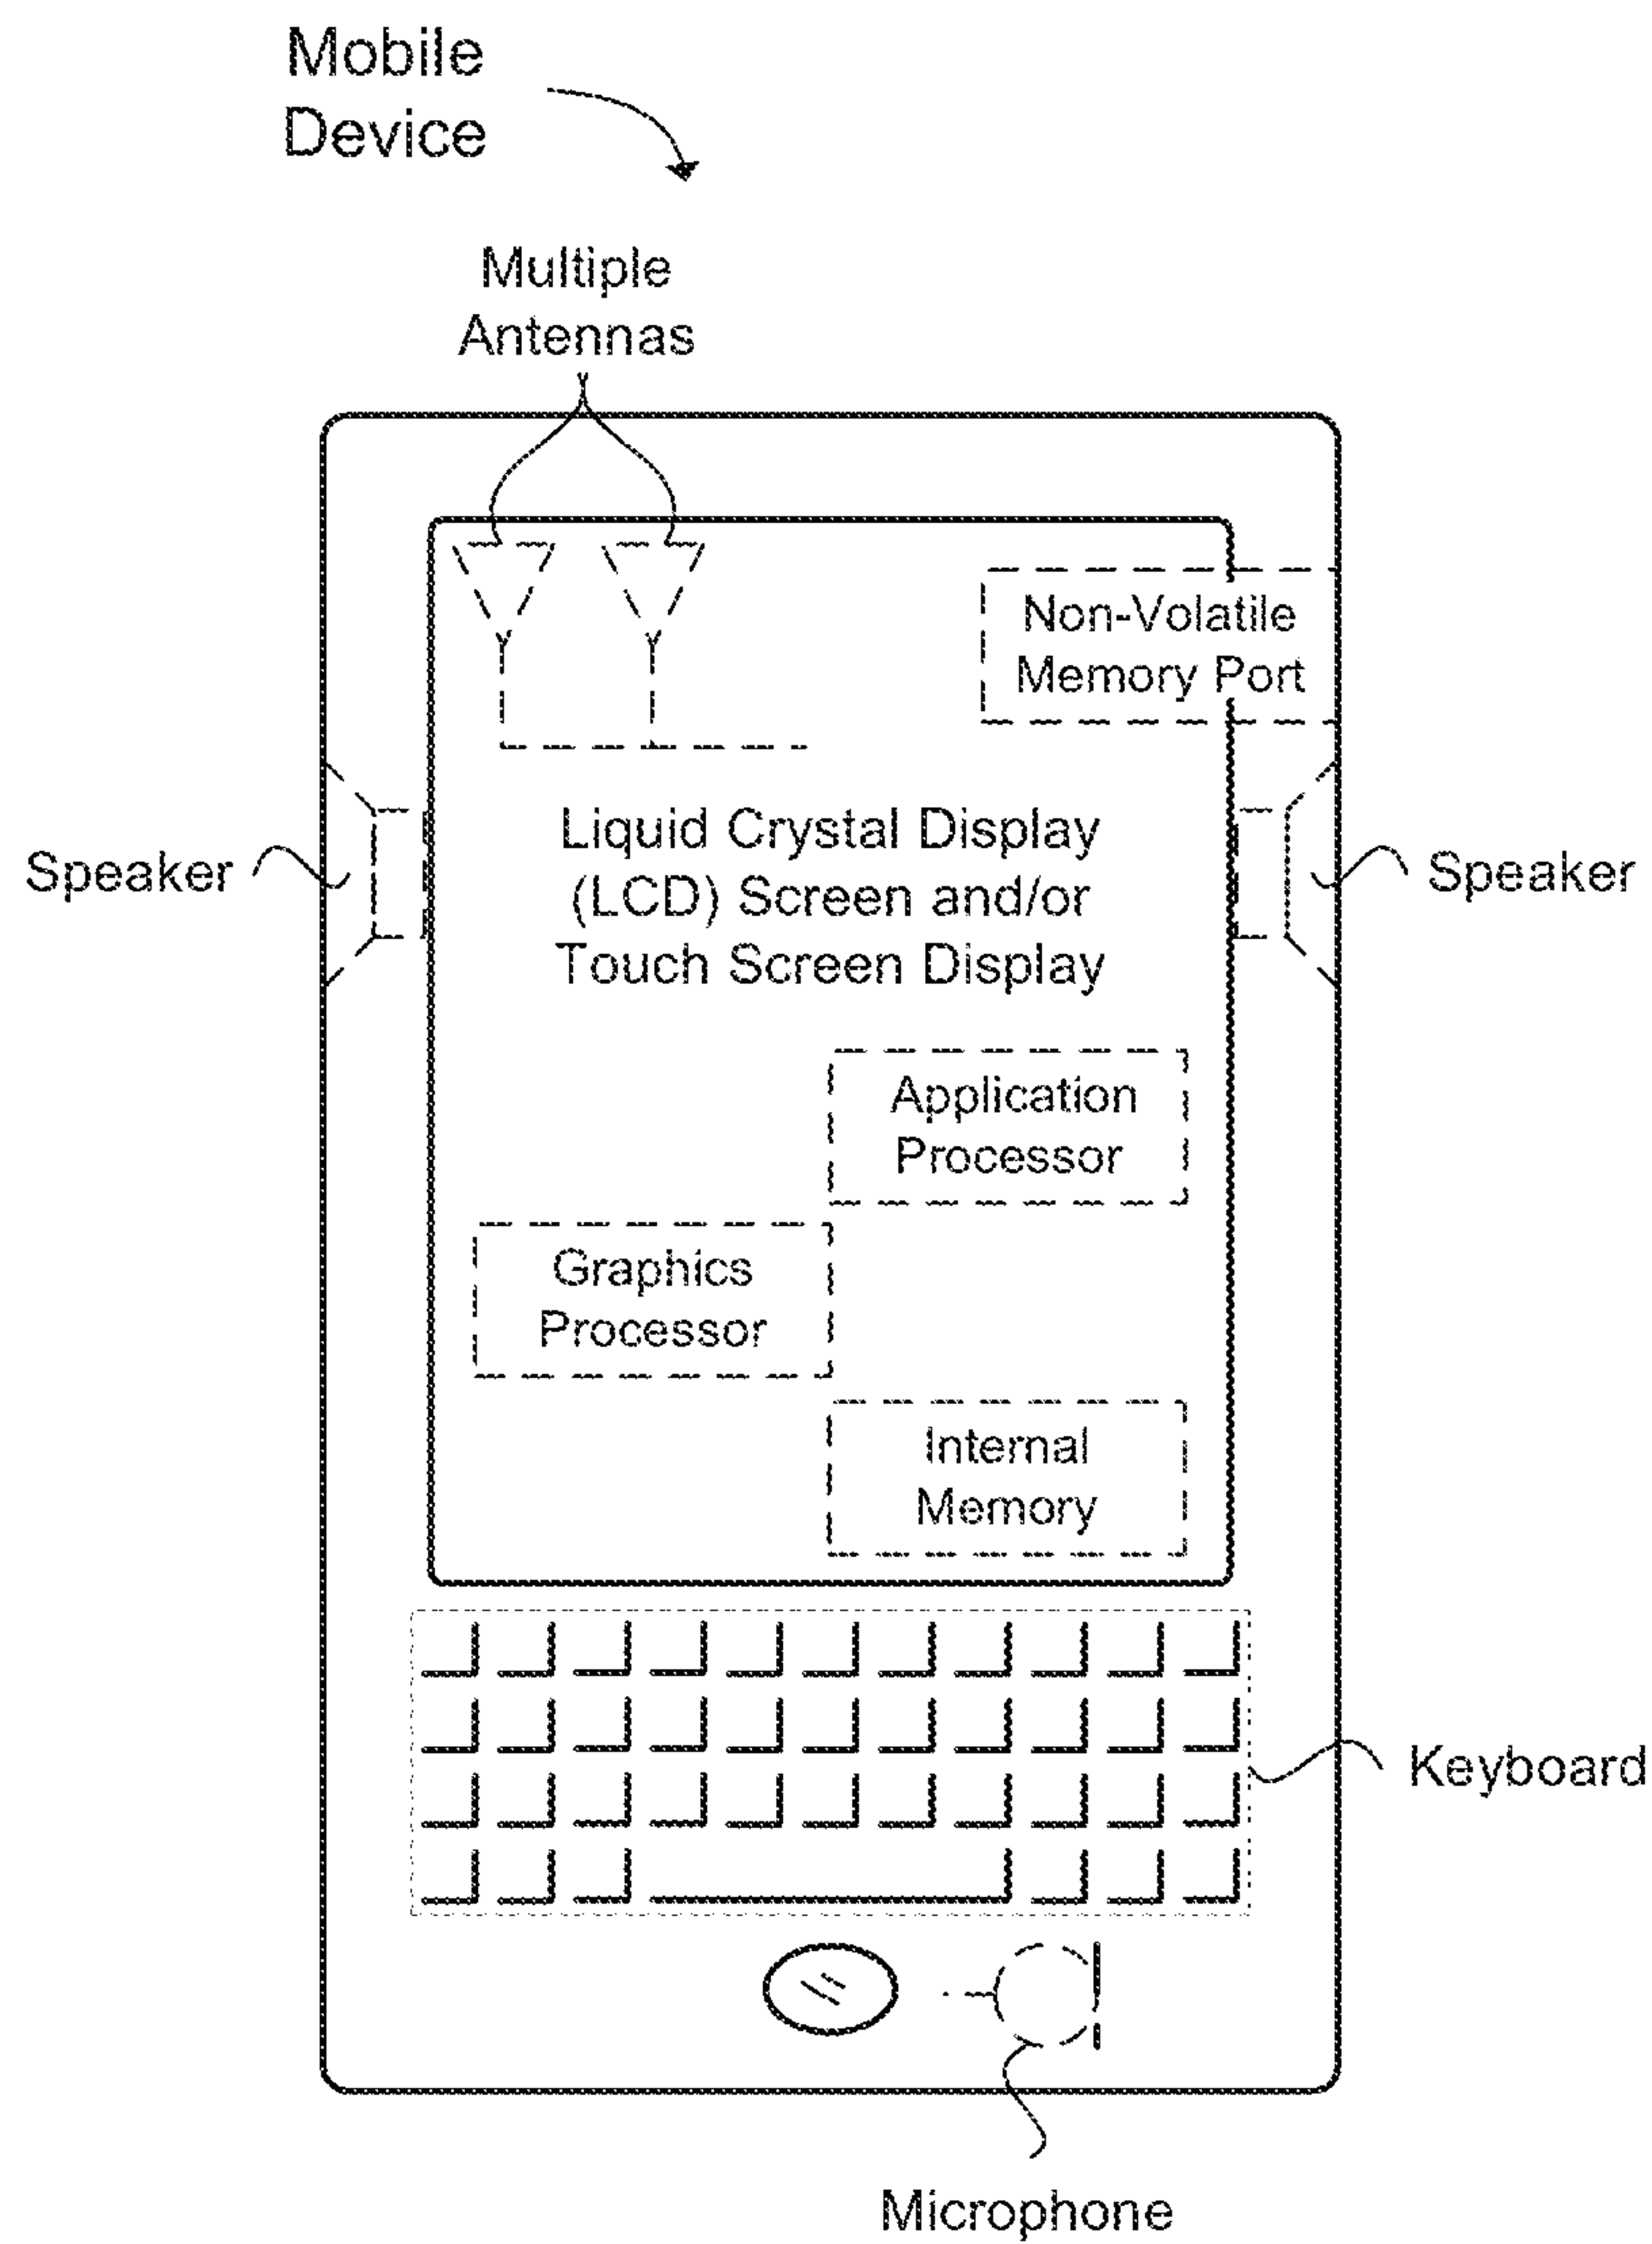 Mobile
Device
Multiple
Antennas
Non-Volatile
Memory Port
Liquid Crystal Display
(LCD) Screen and/or
Touch Screen Display
Speaker
Speaker
Application
Processor
Graphics
Processor
Internal
Memory
Keyboard
Microphone